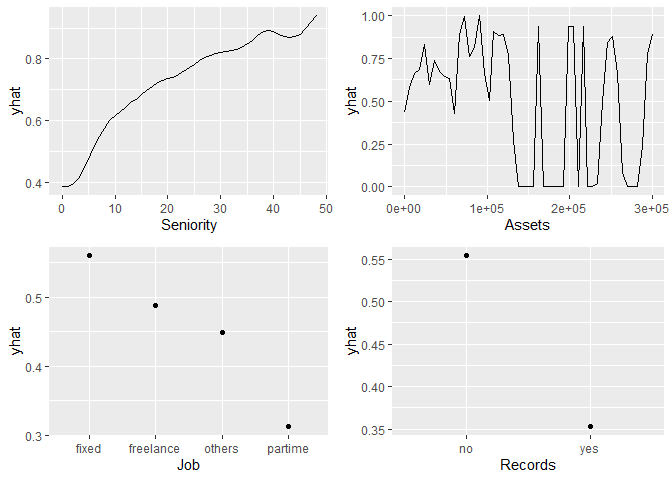 yhat
0.8
0.6
0.4
0 10 20 30 40 50
Seniority
yhat
1.00
0.75
0.50
0.25
0.00
0e+00 1e+05 2e+05 3e+05
Assets
yhat
0.5
0.4
0.3
fixed freelance others partime
Job
yhat
0.55
0.50
0.45
0.40
0.35
no yes
Records